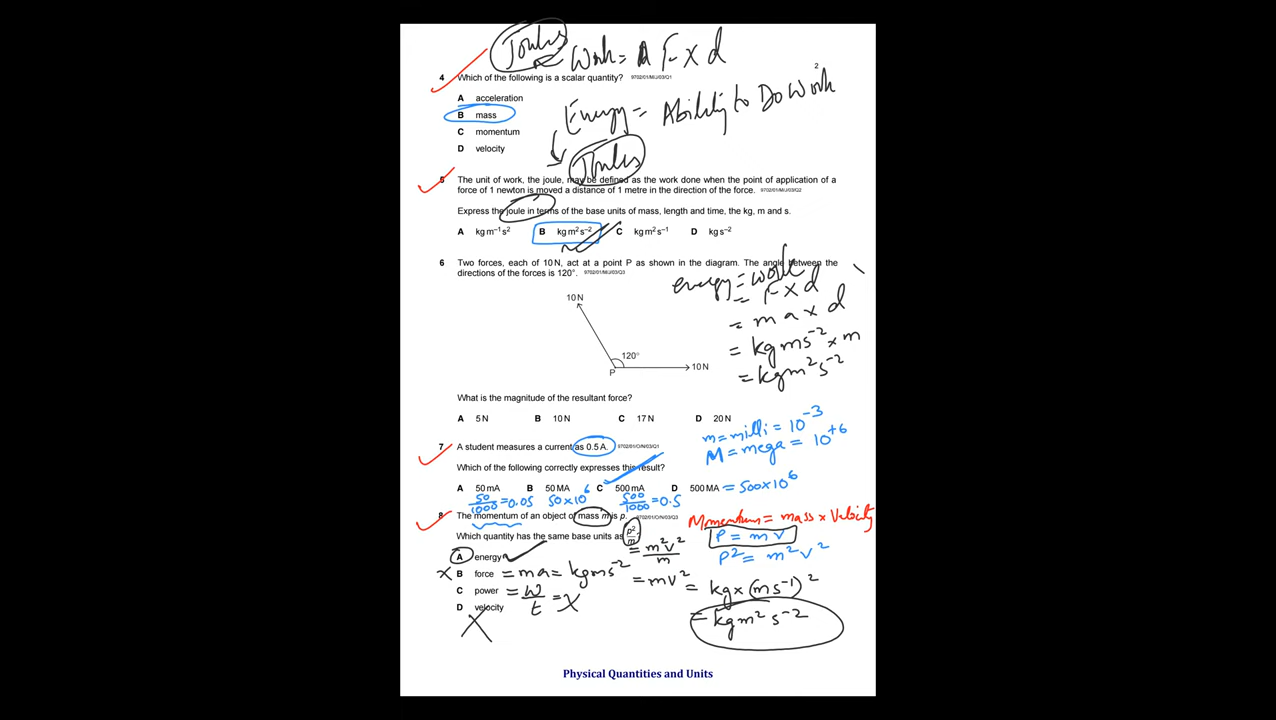 Joules
Work = F x d
2
4 Which of the following is a scalar quantity? 9702/01/M/J/03/Q1
A acceleration
B mass
C momentum
D velocity
Energy = Ability to Do Work
Joules
5 The unit of work, the joule, may be defined as the work done when the point of application of a
force of 1 newton is moved a distance of 1 metre in the direction of the force. 9702/01/M/J/03/Q2
Express the joule in terms of the base units of mass, length and time, the kg, m and s.
A kg m⁻¹ s² B kg m² s⁻² C kg m² s⁻¹ D kg s⁻²
6 Two forces, each of 10 N, act at a point P as shown in the diagram. The angle between the
directions of the forces is 120°. 9702/01/M/J/03/Q3
energy = work
= F x d
= m a x d
= kg m s⁻² x m
= kg m² s⁻²
10 N
120°
P
10 N
What is the magnitude of the resultant force?
A 5 N B 10 N C 17 N D 20 N
m = milli = 10⁻³
M = mega = 10⁺⁶
7 A student measures a current as 0.5 A. 9702/01/O/N/03/Q1
Which of the following correctly expresses this result?
A 50 mA B 50 MA C 500 mA D 500 MA = 500x10⁶
50/1000 = 0.05 50x10⁶ 500/1000 = 0.5
8 The momentum of an object of mass m is p. 9702/01/O/N/03/Q3
Momentum = mass x Velocity
Which quantity has the same base units as p²/m?
P = m v
P² = m² v²
A energy
= m²v²/m
B force = ma = kg m s⁻²
= mv² = kg x (m s⁻¹)²
C power = W/t = X
= kg m² s⁻²
D velocity
Physical Quantities and Units